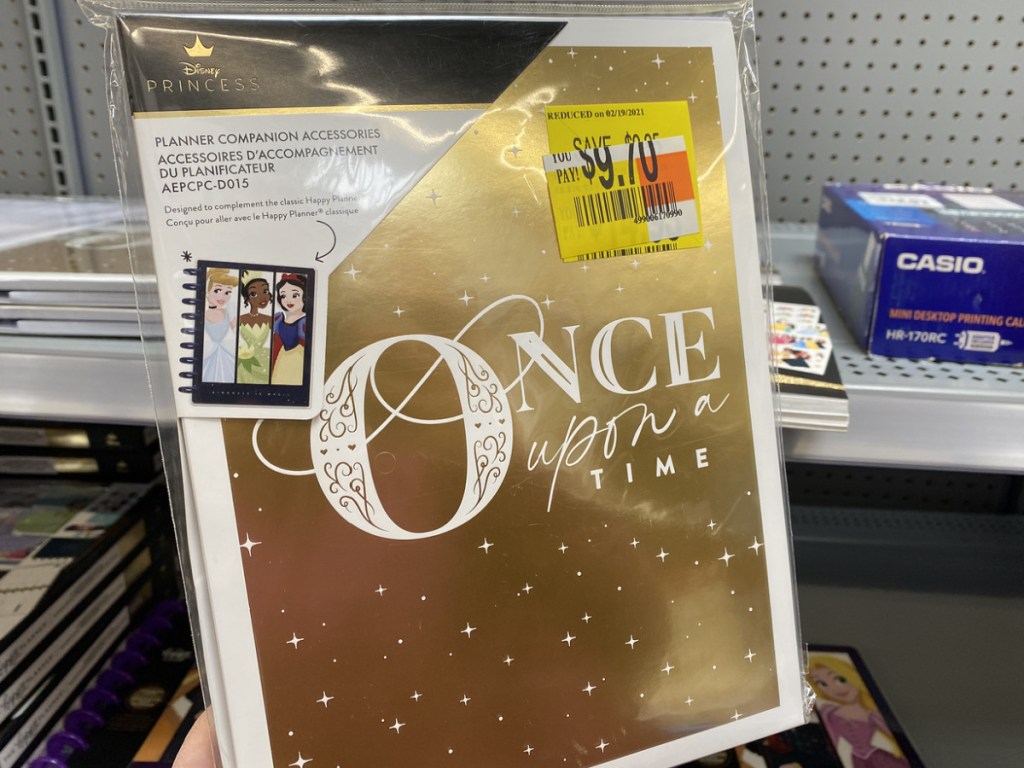 Disney
PRINCESS
PLANNER COMPANION ACCESSORIES
ACCESSOIRES D'ACCOMPAGNEMENT
DU PLANIFICATEUR
AEPCPC-D015
Designed to complement the classic Happy
Conçu pour aller avec le Happy Planner® classique
*
REDUCED on 02/19/2021
YOU SAVE
PAY: $9.70
ONCE
upon a
TIME
CASIO
MINI DESKTOP PRINTING
HR-170RC